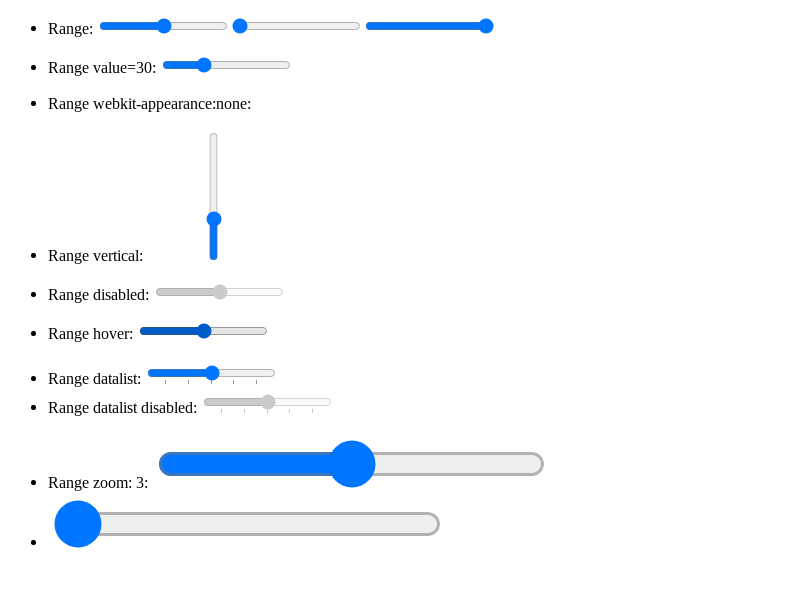 Range:
Range value=30:
Range webkit-appearance:none:
Range vertical:
Range disabled:
Range hover:
Range datalist:
Range datalist disabled:
Range zoom: 3: